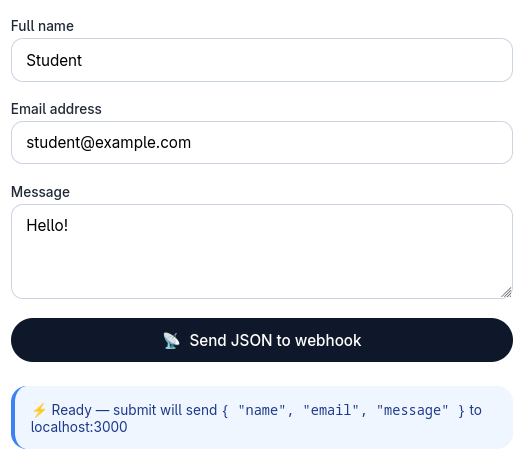 Full name
Student
Email address
student@example.com
Message
Hello!
📡 Send JSON to webhook
⚡ Ready — submit will send { "name", "email", "message" } to
localhost:3000